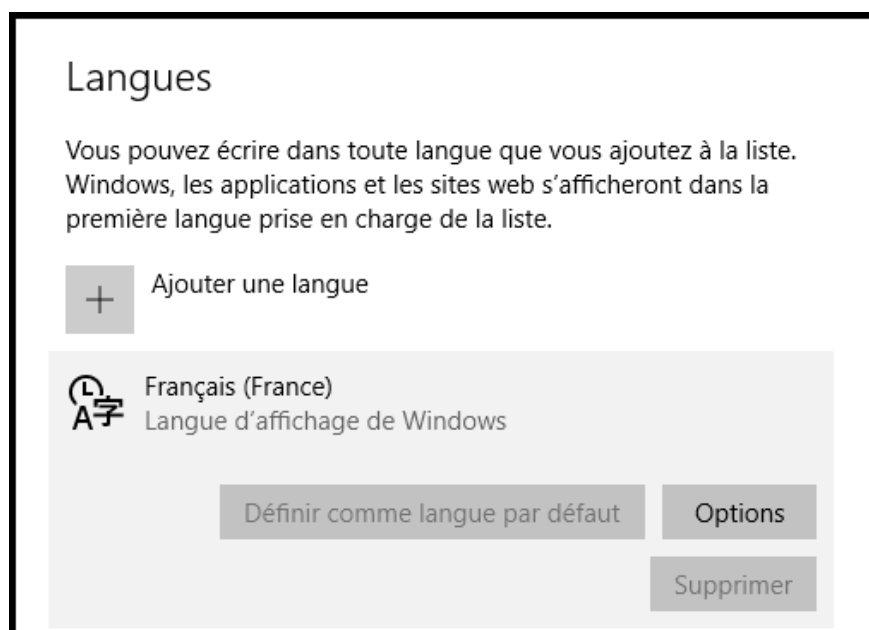 Langues
Vous pouvez écrire dans toute langue que vous ajoutez à la liste.
Windows, les applications et les sites web s’afficheront dans la
première langue prise en charge de la liste.
Ajouter une langue
Français (France)
Langue d’affichage de Windows
Définir comme langue par défaut
Options
Supprimer